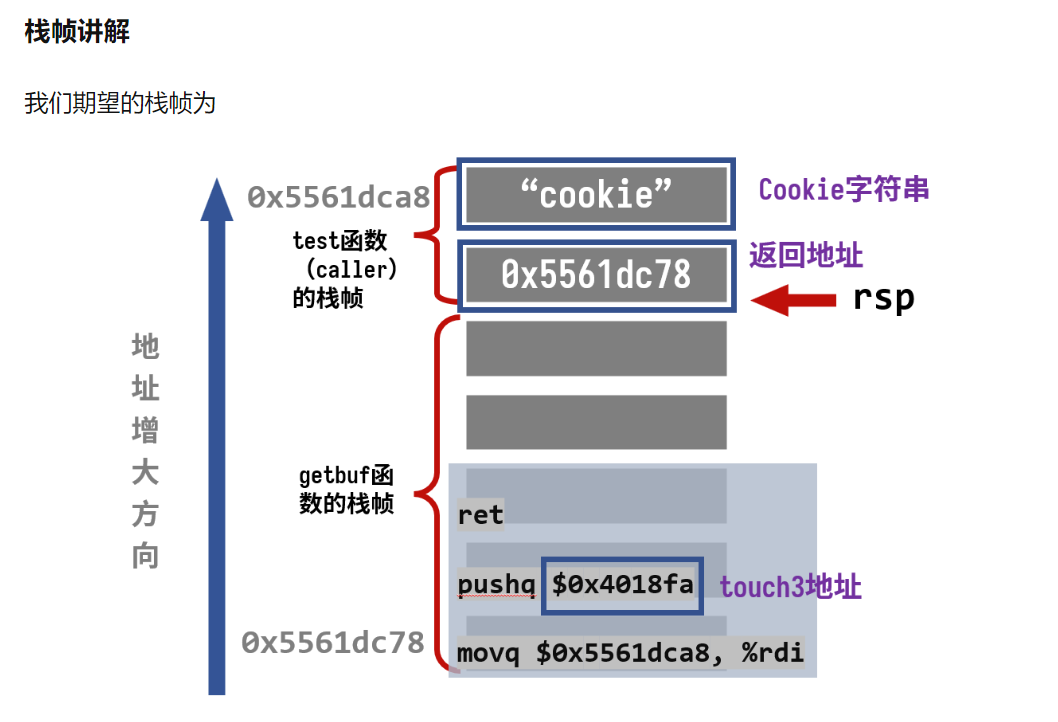 栈帧讲解
我们期望的栈帧为
0x5561dca8
“cookie”
Cookie字符串
test函数
（caller）
的栈帧
0x5561dc78
返回地址
rsp
地
址
增
大
方
向
getbuf函
数的栈帧
ret
pushq $0x4018fa
touch3地址
0x5561dc78
movq $0x5561dca8, %rdi